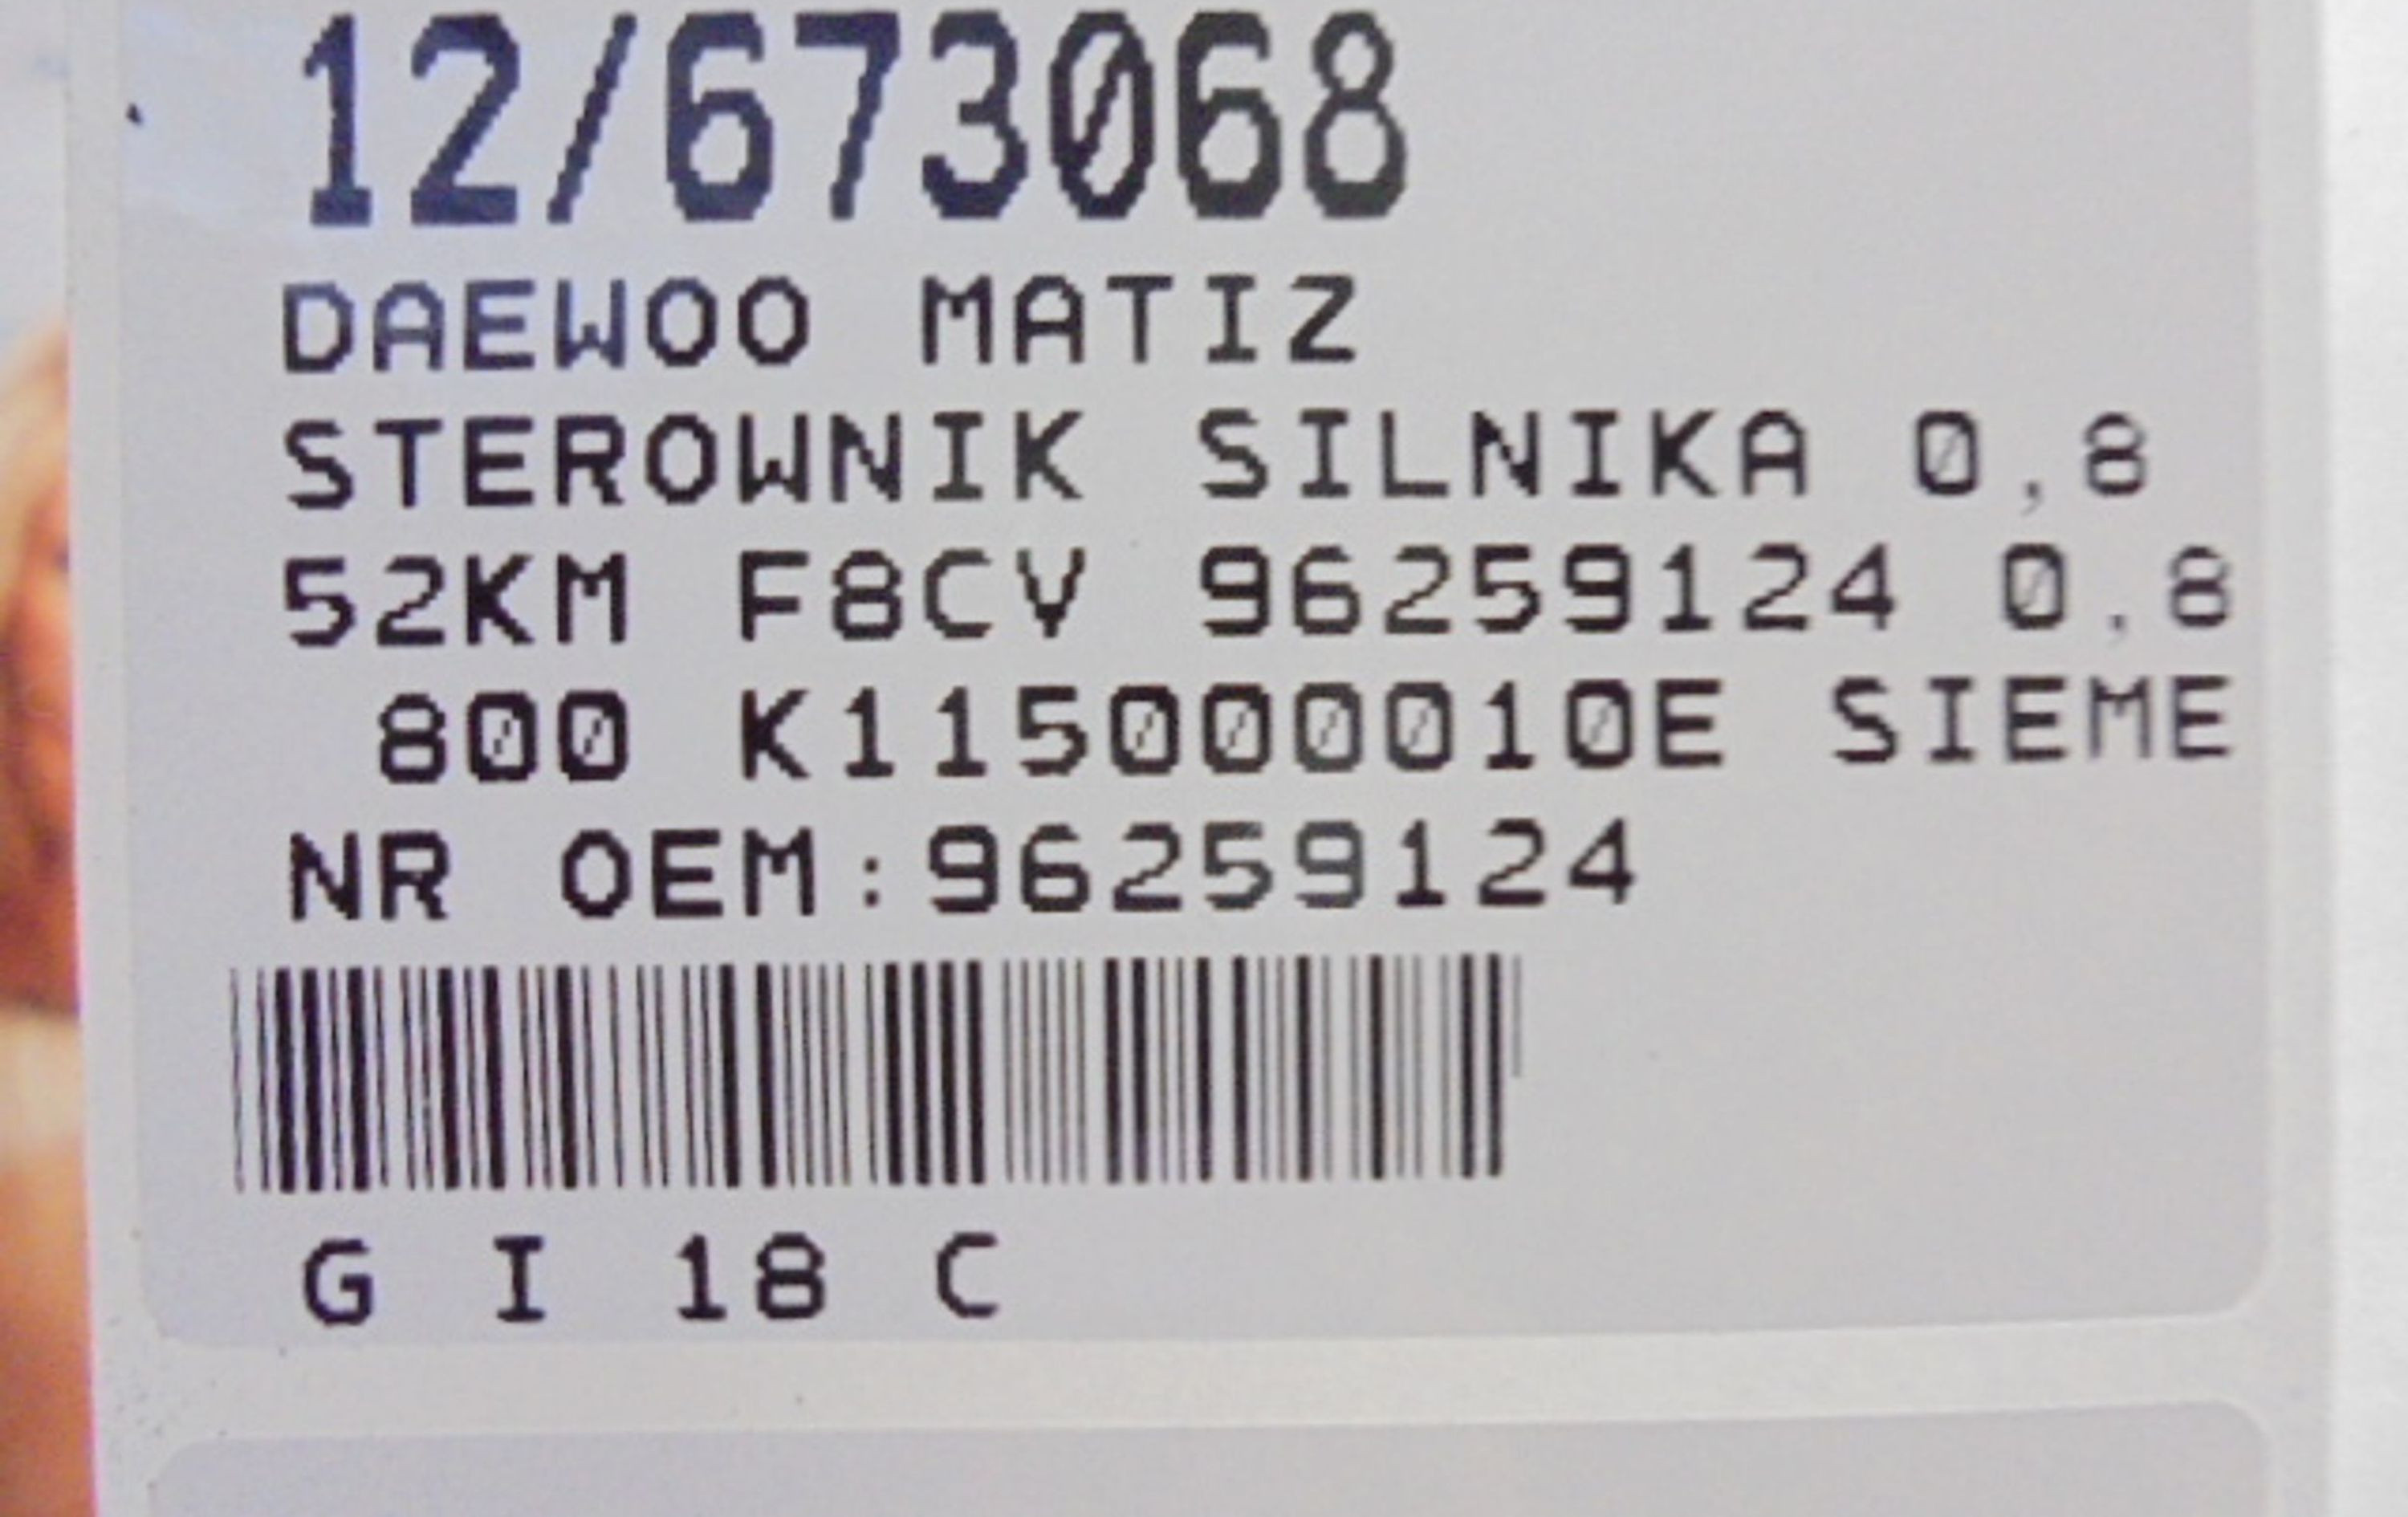 12/673068
DAEWOO MATIZ
STEROWNIK SILNIKA 0,8
52KM F8CV 96259124 0.8
800 K115000010E SIEME
NR OEM:96259124
G I 18 C